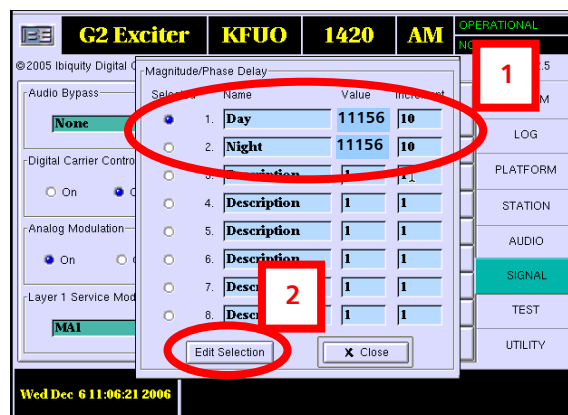 G2 Exciter KFUO 1420 AM OPERATIONAL
©2005 Ibiquity Digital
Magnitude/Phase Delay
Selected Name Value Increment
1. Day 11156 10
2. Night 11156 10
3. Description 1 1
4. Description 1 1
5. Description 1 1
6. Description 1 1
7. 1 1
8. 1 1
Edit Selection
X Close
Audio Bypass
None
Digital Carrier Contro
On
Analog Modulation
On
Layer 1 Service Mod
MA1
LOG
PLATFORM
STATION
AUDIO
SIGNAL
TEST
UTILITY
1
2
Wed Dec 6 11:06:21 2006